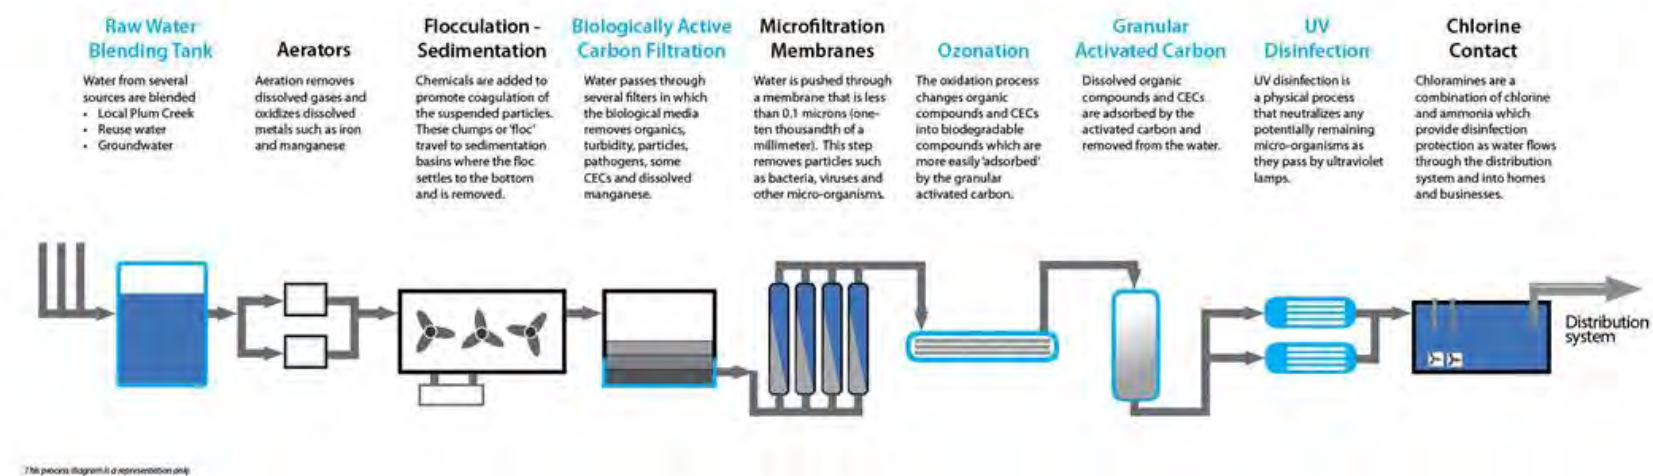 Raw Water
Blending Tank
Water from several
sources are blended
• Local Plum Creek
• Reuse water
• Groundwater
Aerators
Aeration removes
dissolved gases and
oxidizes dissolved
metals such as iron
and manganese
Flocculation -
Sedimentation
Chemicals are added to
promote coagulation of
the suspended particles.
These clumps or 'floc'
travel to sedimentation
basins where the floc
settles to the bottom
and is removed.
Biologically Active
Carbon Filtration
Water passes through
several filters in which
the biological media
removes organics,
turbidity, particles,
pathogens, some
CECs and dissolved
manganese.
Microfiltration
Membranes
Water is pushed through
a membrane that is less
than 0.1 microns (one-
ten thousandth of a
millimeter). This step
removes particles such
as bacteria, viruses and
other micro-organisms.
Ozonation
The oxidation process
changes organic
compounds and CECs
into biodegradable
compounds which are
more easily 'adsorbed'
by the granular
activated carbon.
Granular
Activated Carbon
Dissolved organic
compounds and CECs
are adsorbed by the
activated carbon and
removed from the water.
UV
Disinfection
UV disinfection is
a physical process
that neutralizes any
potentially remaining
micro-organisms as
they pass by ultraviolet
lamps.
Chlorine
Contact
Chloramines are a
combination of chlorine
and ammonia which
provide disinfection
protection as water flows
through the distribution
system and into homes
and businesses.
Distribution
system
This process diagram is a representation only